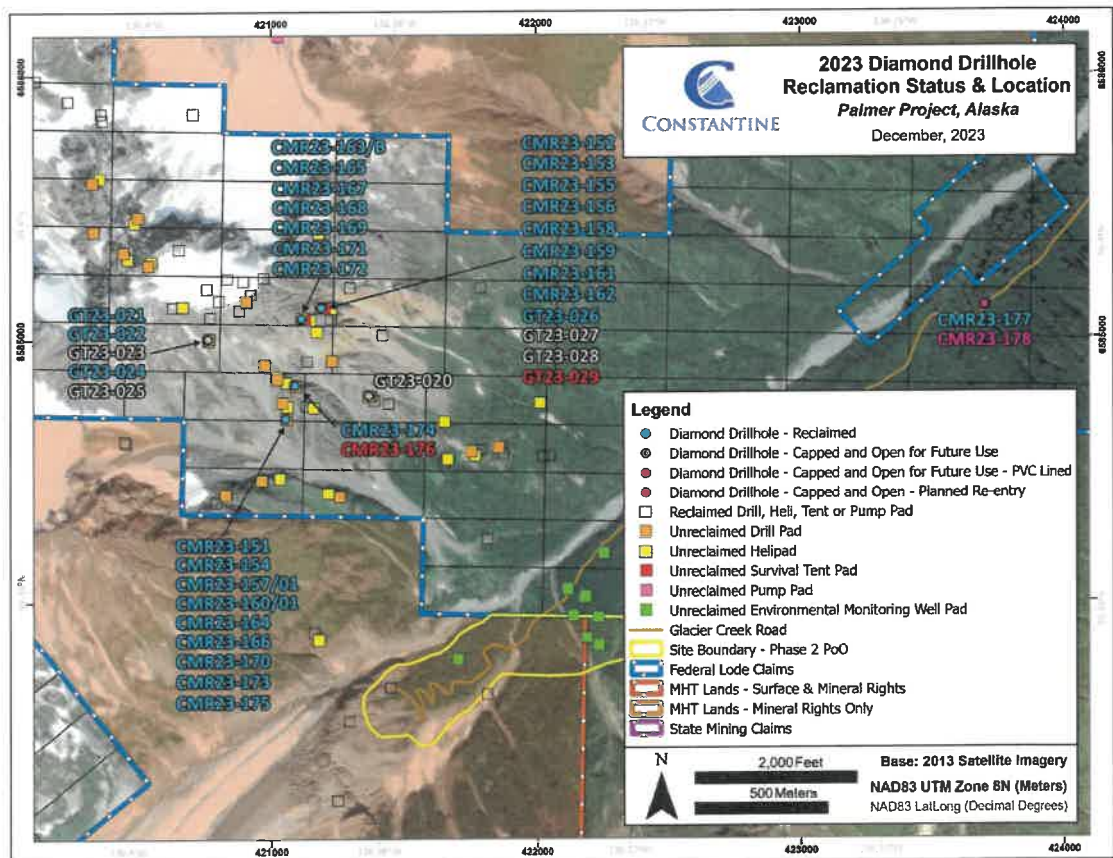 421000
422000
423000
424000
2023 Diamond Drillhole
Reclamation Status & Location
Palmer Project, Alaska
December, 2023
CONSTANTINE
CMR23-163/B
CMR23-165
CMR23-167
CMR23-168
CMR23-169
CMR23-171
CMR23-172
CMR23-152
CMR23-153
CMR23-155
CMR23-156
CMR23-158
CMR23-159
CMR23-161
CMR23-162
GT23-026
GT23-027
GT23-028
GT23-029
GT23-021
GT23-022
GT23-023
GT23-024
GT23-025
GT23-020
CMR23-177
CMR23-178
CMR23-174
CMR23-176
CMR23-151
CMR23-154
CMR23-157/01
CMR23-160/01
CMR23-164
CMR23-166
CMR23-170
CMR23-173
CMR23-175
6585000
6585000
Legend
Diamond Drillhole - Reclaimed
Diamond Drillhole - Capped and Open for Future Use
Diamond Drillhole - Capped and Open for Future Use - PVC Lined
Diamond Drillhole - Capped and Open - Planned Re-entry
Reclaimed Drill, Heli, Tent or Pump Pad
Unreclaimed Drill Pad
Unreclaimed Helipad
Unreclaimed Survival Tent Pad
Unreclaimed Pump Pad
Unreclaimed Environmental Monitoring Well Pad
Glacier Creek Road
Site Boundary - Phase 2 PoO
Federal Lode Claims
MHT Lands - Surface & Mineral Rights
MHT Lands - Mineral Rights Only
State Mining Claims
N
2,000 Feet
500 Meters
Base: 2013 Satellite Imagery
NAD83 UTM Zone 8N (Meters)
NAD83 LatLong (Decimal Degrees)
421000
422000
423000
424000